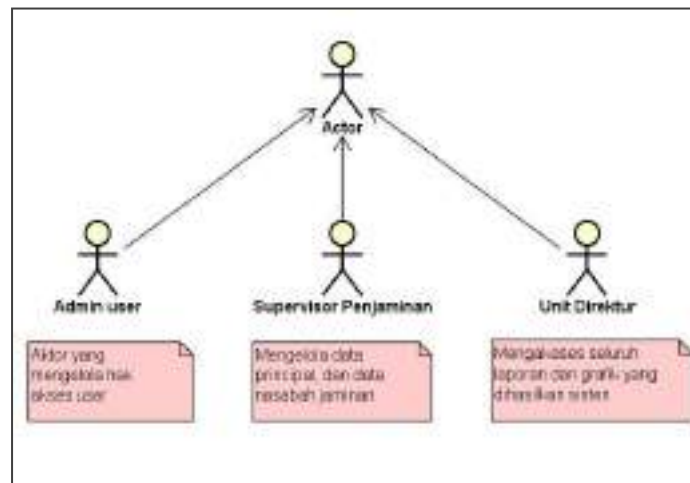 Actor
Admin user
Supervisor Penjaminan
Unit Direktur
Aktor yang
mengelola hak
akses user
Mengelola data
principal, dan data
nasabah jaminan
Mengakases seluruh
laporan dan grafik yang
dihasilkan sistem